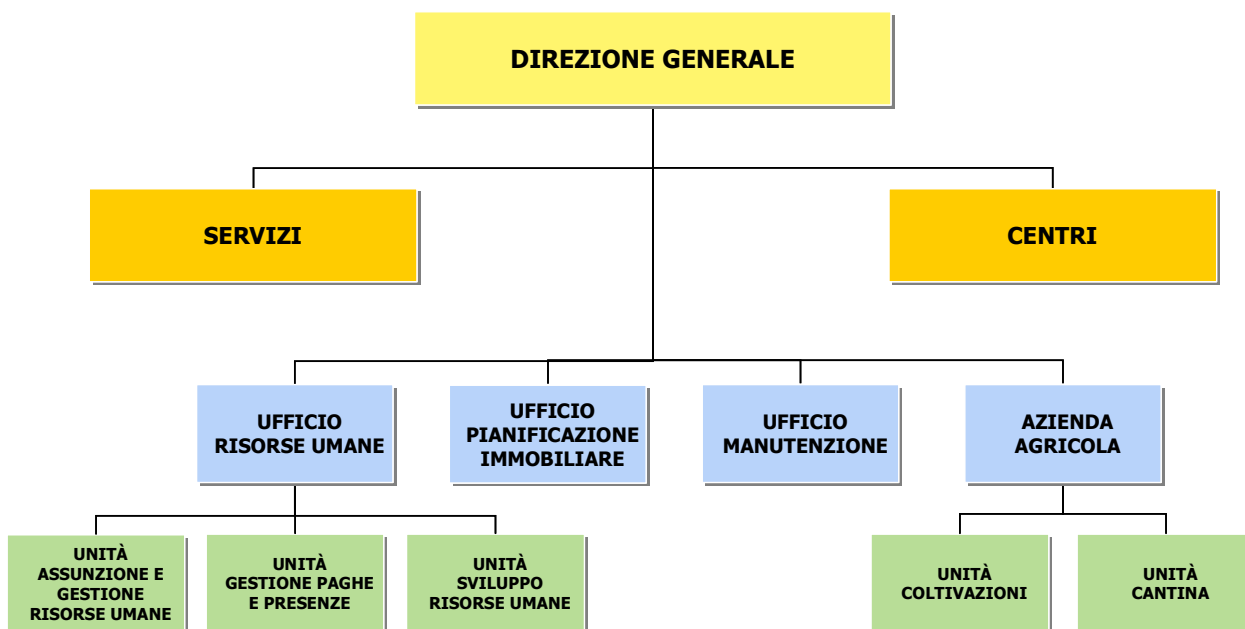 DIREZIONE GENERALE
SERVIZI
CENTRI
UFFICIO
RISORSE UMANE
UFFICIO
PIANIFICAZIONE
IMMOBILIARE
UFFICIO
MANUTENZIONE
AZIENDA
AGRICOLA
UNITÀ
ASSUNZIONE E
GESTIONE
RISORSE UMANE
UNITÀ
GESTIONE PAGHE
E PRESENZE
UNITÀ
SVILUPPO
RISORSE UMANE
UNITÀ
COLTIVAZIONI
UNITÀ
CANTINA